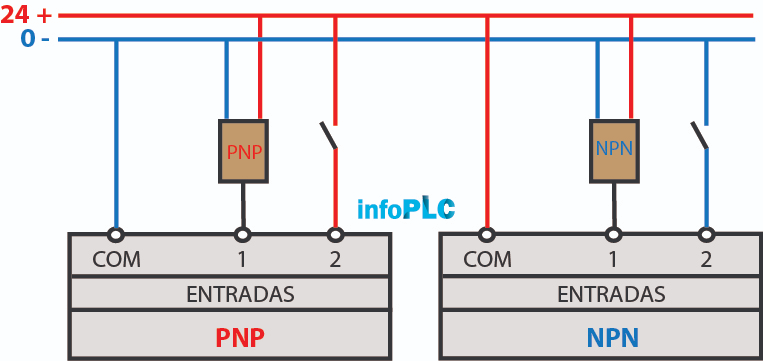 24 +
0 -
PNP
NPN
infoPLC
COM 1 2
ENTRADAS
PNP
COM 1 2
ENTRADAS
NPN